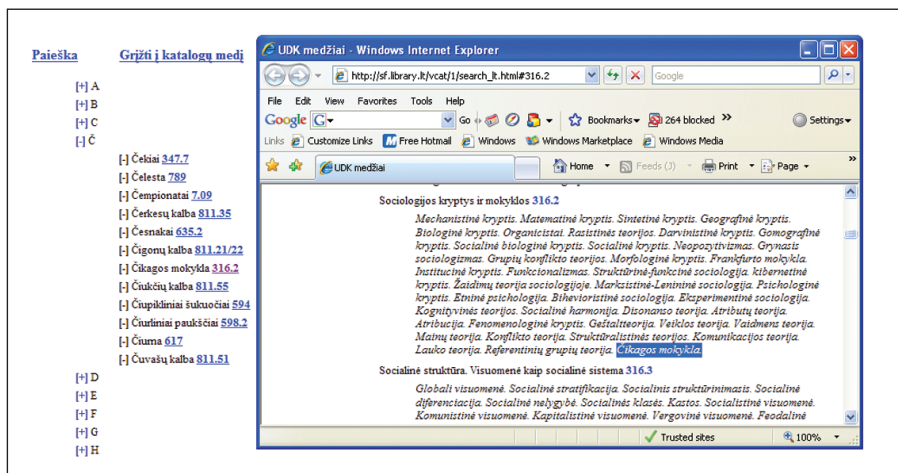 Paieška Grįžti į katalogų medį
[+] A
[+] B
[+] C
[-] Č
[-] Čekiai 347.7
[-] Čelesta 789
[-] Čempionatai 7.09
[-] Čerkesų kalba 811.35
[-] Česnakai 635.2
[-] Čigonų kalba 811.21/22
[-] Čikagos mokykla 316.2
[-] Čiukčių kalba 811.55
[-] Čiupikliniai šukuočiai 594
[-] Čiurliniai paukščiai 598.2
[-] Čiuma 617
[-] Čuvašų kalba 811.51
[+] D
[+] E
[+] F
[+] G
[+] H
UDK medžiai - Windows Internet Explorer
http://sf.library.lt/vcat/1/search_lt.html#316.2 Google
File Edit View Favorites Tools Help
Google G Go Bookmarks 264 blocked Settings
Links Customize Links Free Hotmail Windows Windows Marketplace Windows Media
UDK medžiai Home Feeds (J) Print Page
Sociologijos kryptys ir mokyklos 316.2
Mechanistinė kryptis. Matematinė kryptis. Sintetinė kryptis. Geografinė kryptis.
Biologinė kryptis. Organicistai. Rasistinės teorijos. Darvinistinė kryptis. Gomografinė
kryptis. Socialinė biologinė kryptis. Socialinė kryptis. Neopozytivizmas. Grynasis
sociologizmas. Grupių konflikto teorijos. Morfologinė kryptis. Frankfurto mokykla.
Institucinė kryptis. Funkcionalizmas. Struktūrinė-funkcinė sociologija. kibernetinė
kryptis. Žaidimų teorija sociologijoje. Marksistinė-Lenininė sociologija. Psichologinė
kryptis. Etninė psichologija. Bihevioristinė sociologija. Eksperimentinė sociologija.
Kognityvinės teorijos. Socialinė harmonija. Disonanso teorija. Atributų teorija.
Atribucija. Fenomenologinė kryptis. Geštaltteorija. Veiklos teorija. Vaidmens teorija.
Mainų teorija. Konflikto teorija. Struktūralistinės teorijos. Komunikacijos teorija.
Lauko teorija. Referentinių grupių teorija. Čikagos mokykla.
Socialinė struktūra. Visuomenė kaip socialinė sistema 316.3
Globali visuomenė. Socialinė stratifikacija. Socialinis struktūrinimasis. Socialinė
diferenciacija. Socialinė nelygybė. Socialinės klasės. Kastos. Socialistinė visuomenė.
Komunistinė visuomenė. Kapitalistinė visuomenė. Vergovinė visuomenė. Feodalinė
Trusted sites 100%